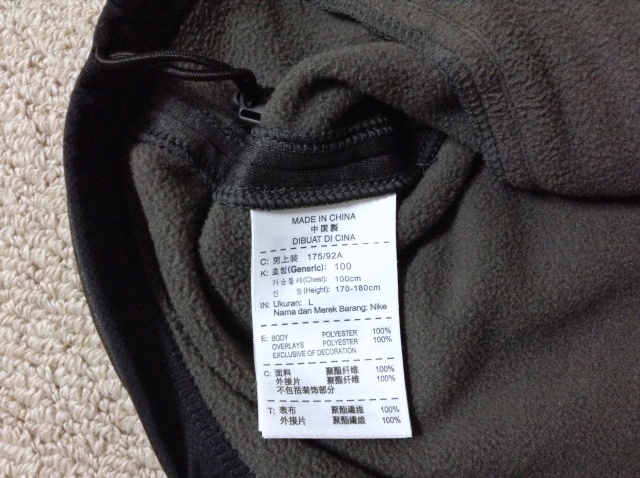 MADE IN CHINA
中国製
DIBUAT DI CINA
C: 男上装 175/92A
K: 호칭(Generic): 100
가슴둘레(Chest): 100cm
신 장(Height): 170-180cm
IN: Ukuran: L
Nama dan Merek Barang: Nike
E: BODY POLYESTER 100%
OVERLAYS POLYESTER 100%
EXCLUSIVE OF DECORATION
C: 面料 聚酯纤维 100%
外接片 聚酯纤维 100%
不包括装饰部分
T: 表布 聚酯纖維 100%
外接片 聚酯纖維 100%